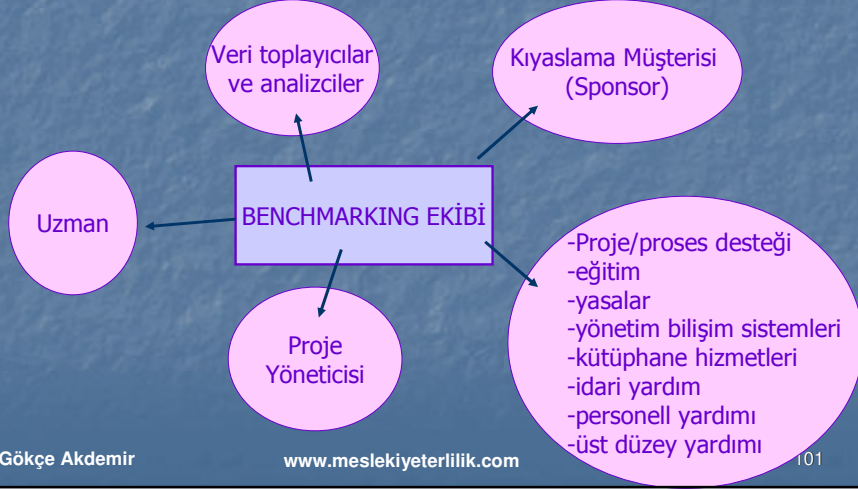 Veri toplayıcılar
ve analizciler
Kıyaslama Müşterisi
(Sponsor)
Uzman
BENCHMARKING EKİBİ
Proje
Yöneticisi
-Proje/proses desteği
-eğitim
-yasalar
-yönetim bilişim sistemleri
-kütüphane hizmetleri
-idari yardım
-personell yardımı
-üst düzey yardımı
Gökçe Akdemir
www.meslekiyeterlilik.com
101